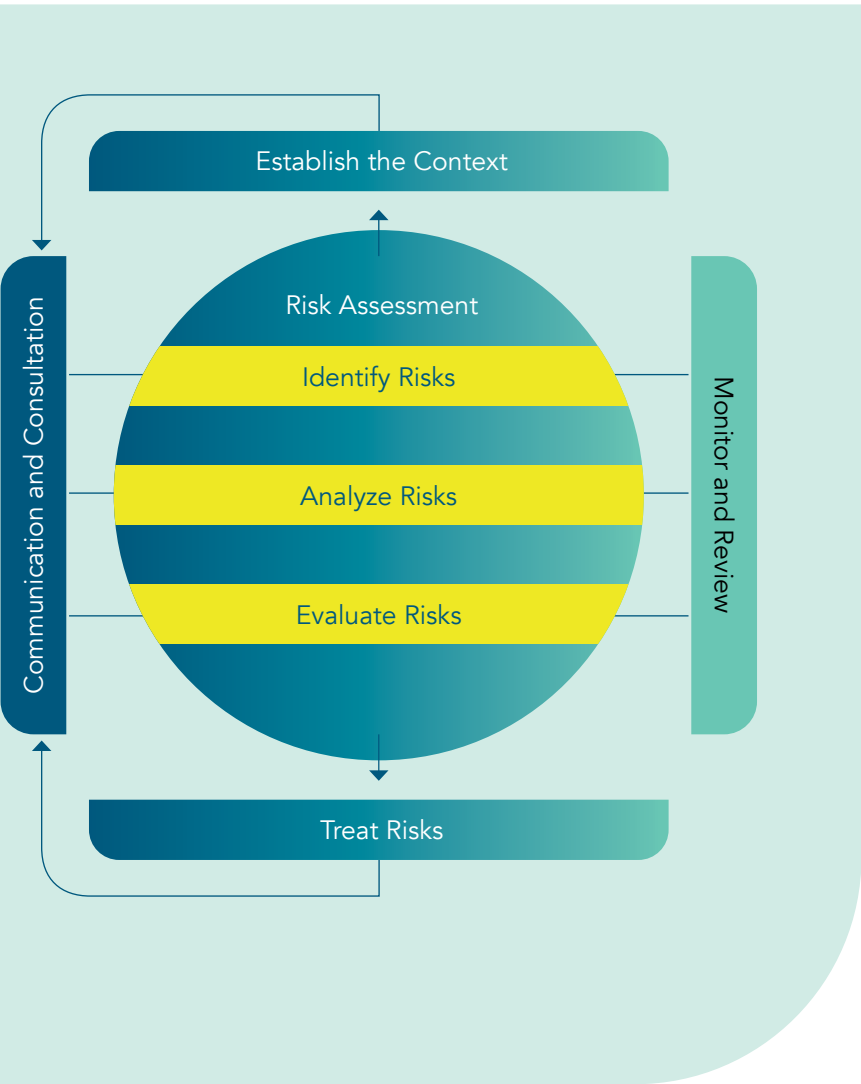 Establish the Context
Communication and Consultation
Risk Assessment
Identify Risks
Analyze Risks
Evaluate Risks
Monitor and Review
Treat Risks